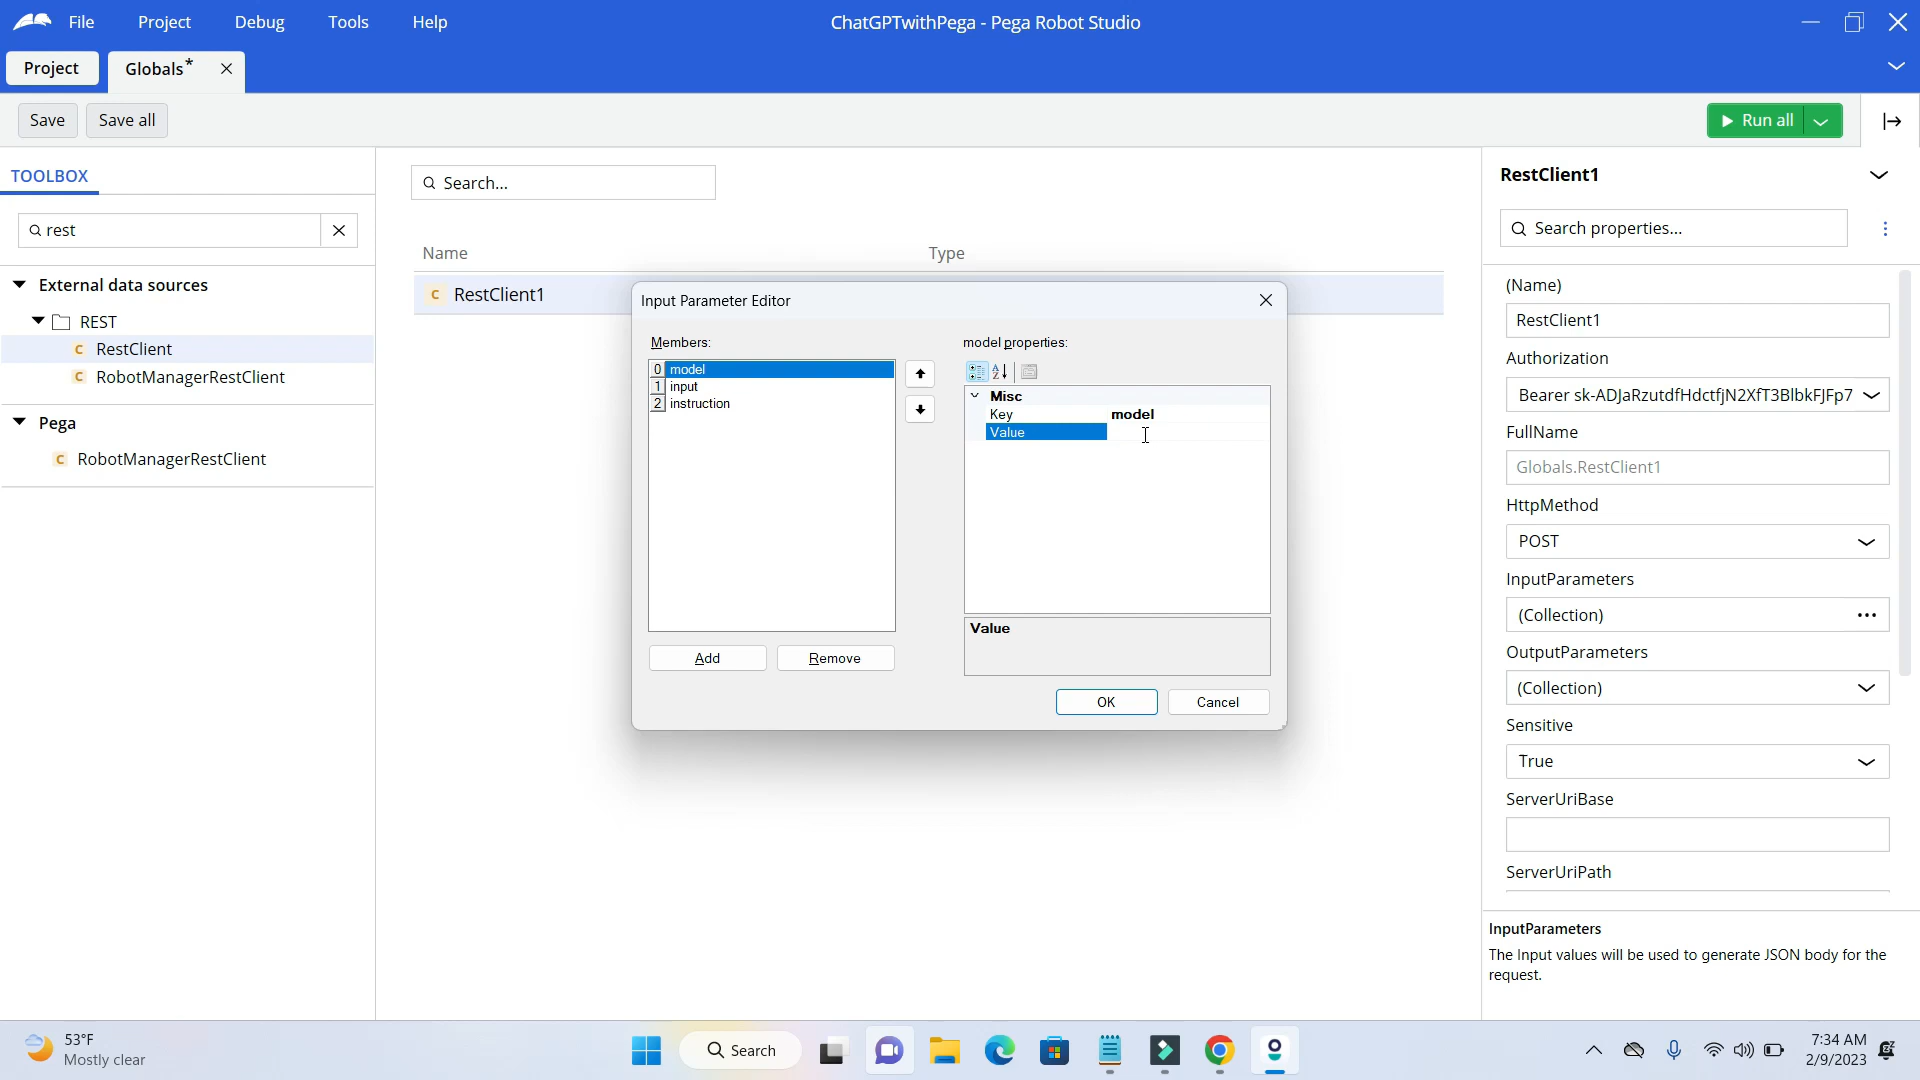 File Project Debug Tools Help ChatGPTwithPega - Pega Robot Studio
Project Globals*
Save Save all Run all
TOOLBOX
rest
External data sources
REST
RestClient
RobotManagerRestClient
Pega
RobotManagerRestClient
Search...
Name Type
RestClient1
Input Parameter Editor
Members:
0 model
1 input
2 instruction
Add Remove
model properties:
Misc
Key model
Value
Value
OK Cancel
RestClient1
Search properties...
(Name)
RestClient1
Authorization
Bearer sk-ADJaRzutdfHdctfjN2XfT3BlbkFJFp7
FullName
Globals.RestClient1
HttpMethod
POST
InputParameters
(Collection)
OutputParameters
(Collection)
Sensitive
True
ServerUriBase
ServerUriPath
InputParameters
The Input values will be used to generate JSON body for the
request.
53°F
Mostly clear
Search
7:34 AM
2/9/2023